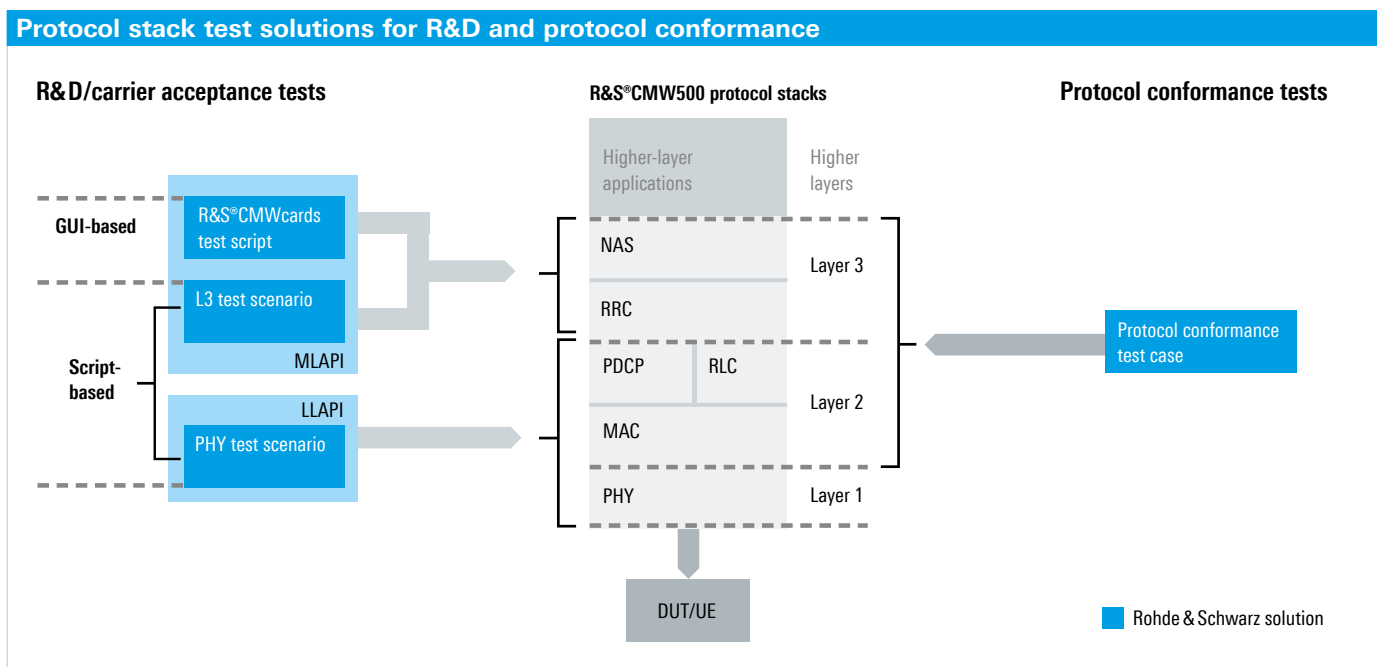 Protocol stack test solutions for R&D and protocol conformance
R&D/carrier acceptance tests
R&S®CMW500 protocol stacks
Protocol conformance tests
GUI-based
R&S®CMWcards
test script
L3 test scenario
MLAPI
Script-
based
LLAPI
PHY test scenario
Higher-layer
applications
Higher
layers
NAS
Layer 3
RRC
PDCP
RLC
Layer 2
MAC
PHY
Layer 1
DUT/UE
Protocol conformance
test case
Rohde & Schwarz solution